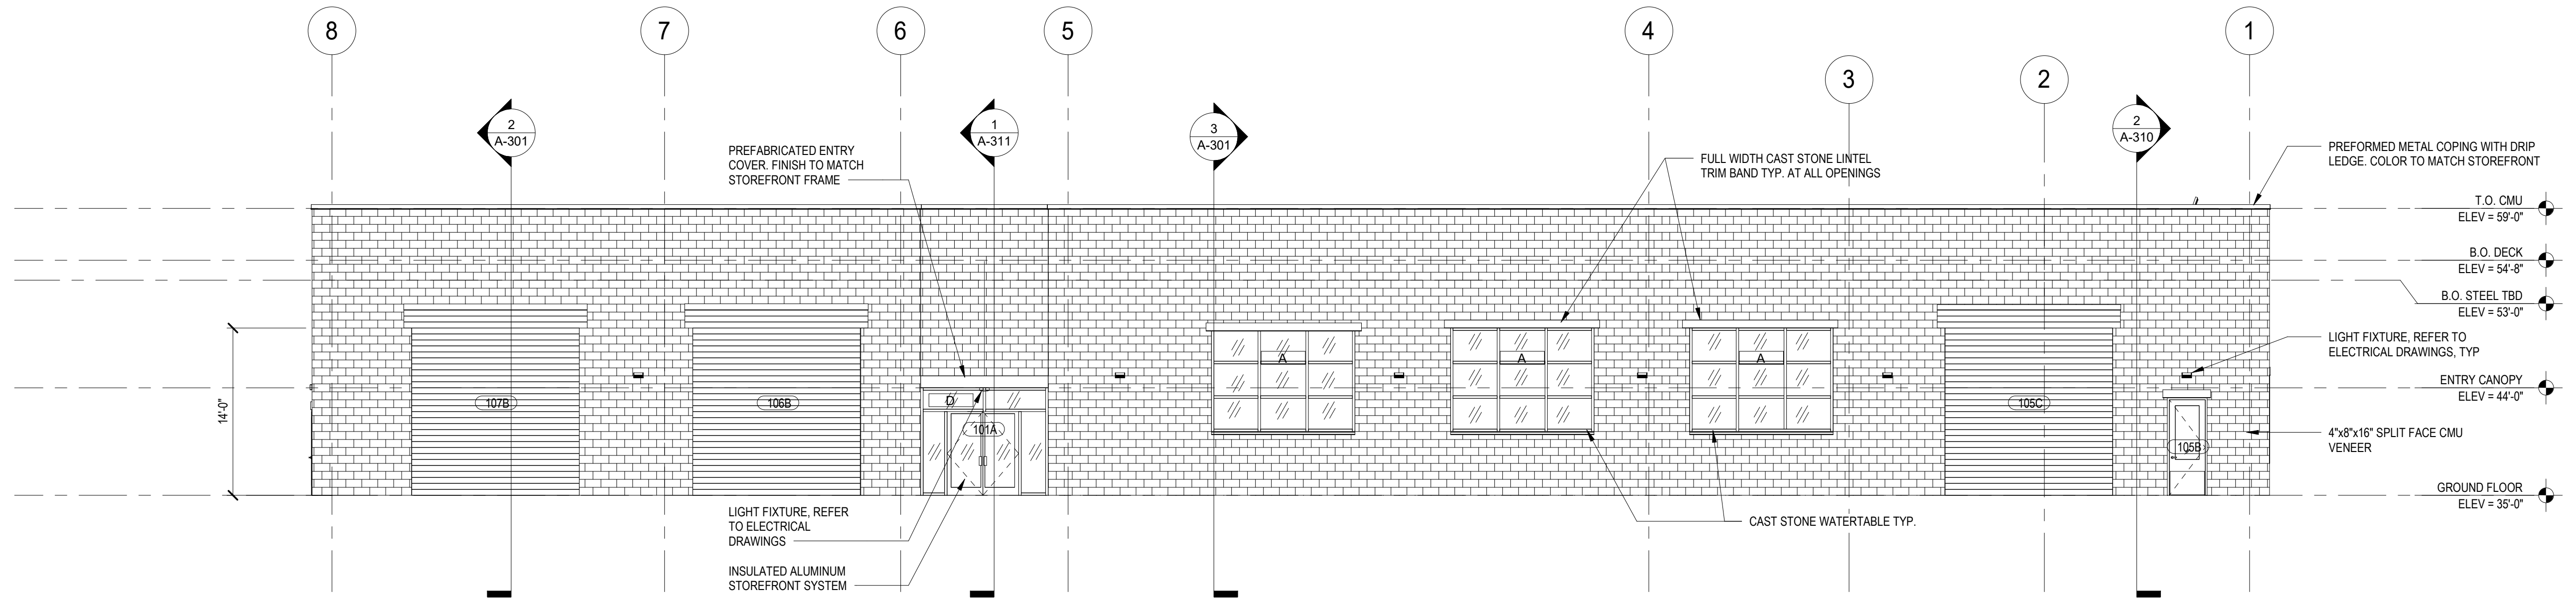 8
7
6
5
4
3
2
1
2
A-301
1
A-311
3
A-301
2
A-310
PREFABRICATED ENTRY
COVER. FINISH TO MATCH
STOREFRONT FRAME
FULL WIDTH CAST STONE LINTEL
TRIM BAND TYP. AT ALL OPENINGS
PREFORMED METAL COPING WITH DRIP
LEDGE. COLOR TO MATCH STOREFRONT
T.O. CMU
ELEV = 59'-0"
B.O. DECK
ELEV = 54'-8"
B.O. STEEL TBD
ELEV = 53'-0"
LIGHT FIXTURE, REFER TO
ELECTRICAL DRAWINGS, TYP
ENTRY CANOPY
ELEV = 44'-0"
4"x8"x16" SPLIT FACE CMU
VENEER
GROUND FLOOR
ELEV = 35'-0"
14'-0"
107B
106B
D
101A
A
A
A
105C
105B
LIGHT FIXTURE, REFER
TO ELECTRICAL
DRAWINGS
INSULATED ALUMINUM
STOREFRONT SYSTEM
CAST STONE WATERTABLE TYP.